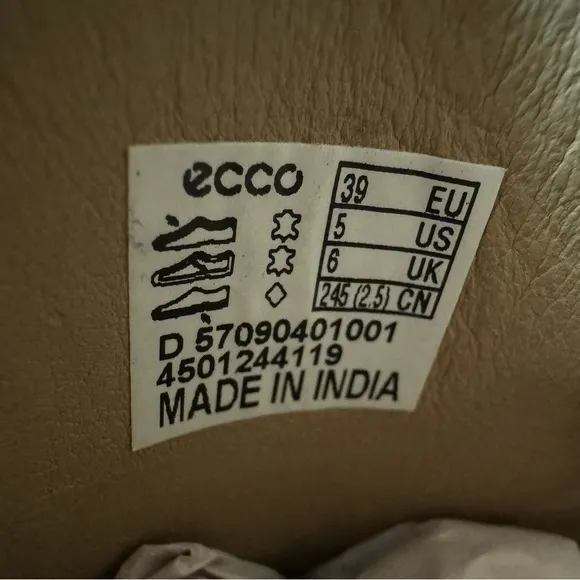 ecco
39 EU
5 US
6 UK
245 (2.5) CN
D 57090401001
4501244119
MADE IN INDIA